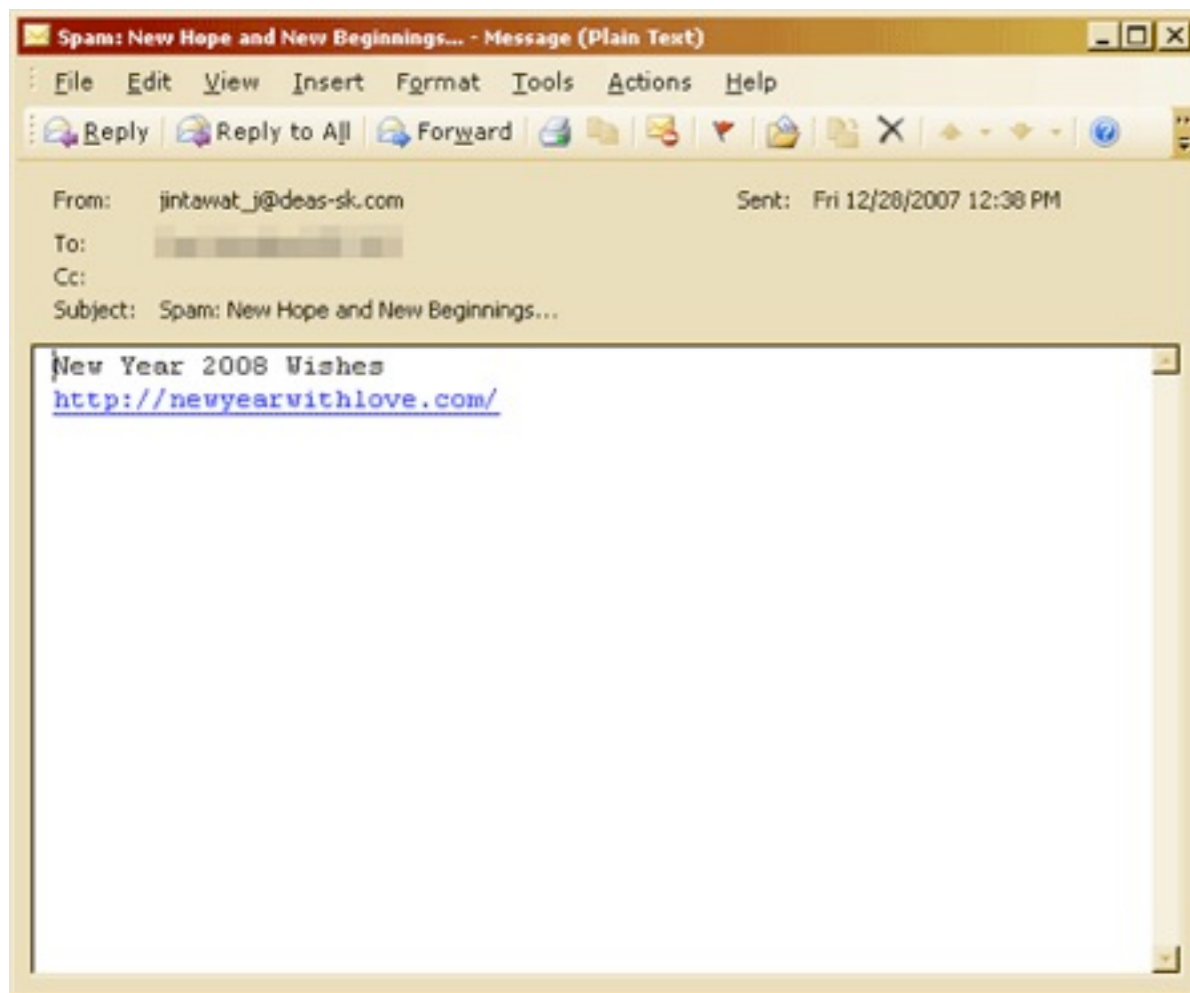 Spam: New Hope and New Beginnings... - Message (Plain Text)
File Edit View Insert Format Tools Actions Help
Reply Reply to All Forward
From: jintawat_j@deas-sk.com Sent: Fri 12/28/2007 12:38 PM
To:
Cc:
Subject: Spam: New Hope and New Beginnings...
New Year 2008 Wishes
http://newyearwithlove.com/